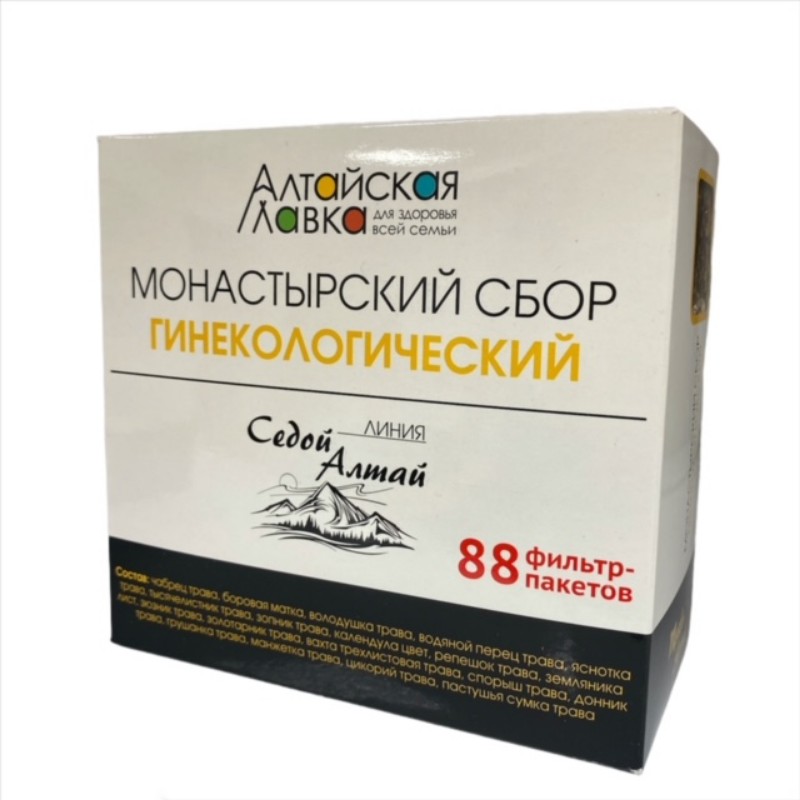 Алтайская
Лавка для здоровья
всей семьи
МОНАСТЫРСКИЙ СБОР
ГИНЕКОЛОГИЧЕСКИЙ
ЛИНИЯ
Седой
Алтай
88 фильтр-
пакетов
Состав: чабрец трава, боровая матка, володушка трава, водяной перец трава, яснотка
трава, тысячелистник трава, зопник трава, календула цвет, репешок трава, земляника
лист, зюзник трава, золотарник трава, вахта трехлистовая трава, спорыш трава, донник
трава, грушанка трава, манжетка трава, цикорий трава, пастушья сумка трава